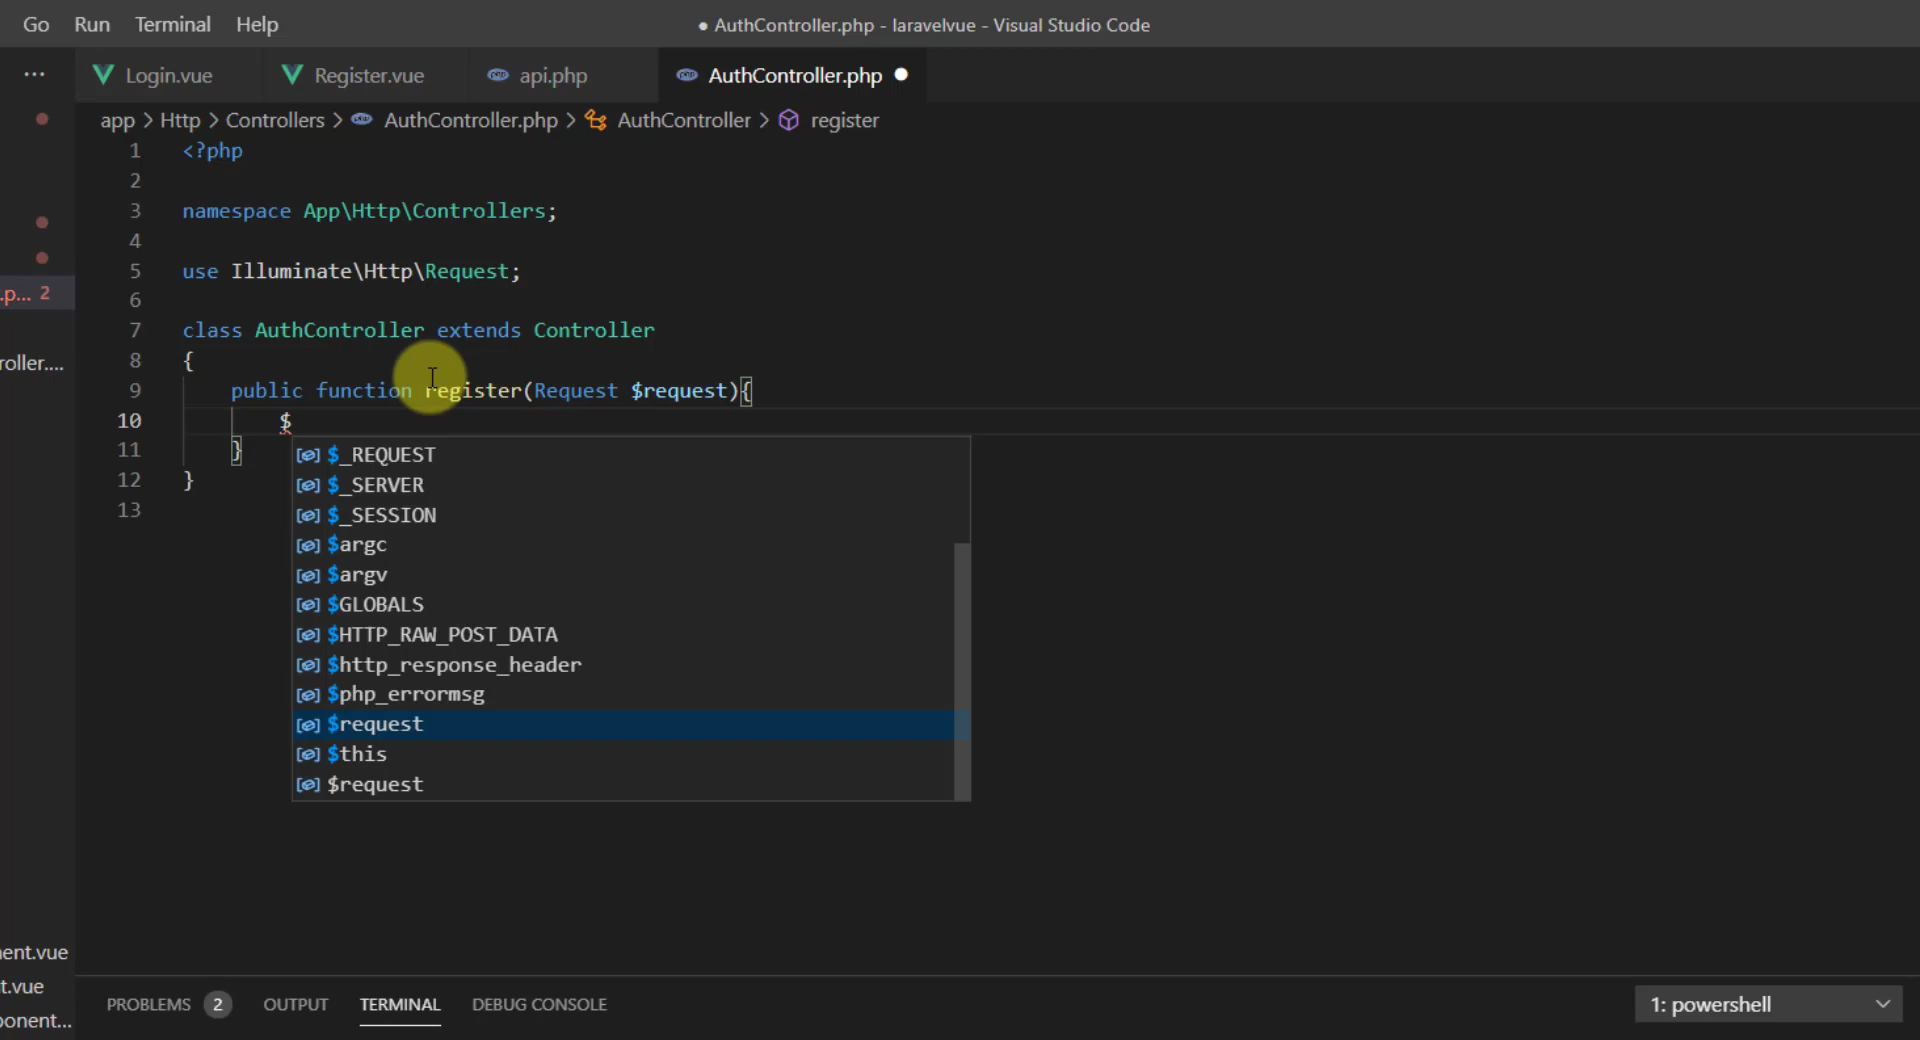 Go Run Terminal Help ● AuthController.php - laravelvue - Visual Studio Code
... Login.vue Register.vue api.php AuthController.php ●
app > Http > Controllers > AuthController.php > AuthController > register
1 <?php
2
3 namespace App\Http\Controllers;
4
5 use Illuminate\Http\Request;
6
.p... 2
7 class AuthController extends Controller
roller....
8 {
9 public function register(Request $request){
10 $
11 }
12 }
13
$_REQUEST
$_SERVER
$_SESSION
$argc
$argv
$GLOBALS
$HTTP_RAW_POST_DATA
$http_response_header
$php_errormsg
$request
$this
$request
nent.vue
t.vue
ponent...
PROBLEMS 2 OUTPUT TERMINAL DEBUG CONSOLE 1: powershell